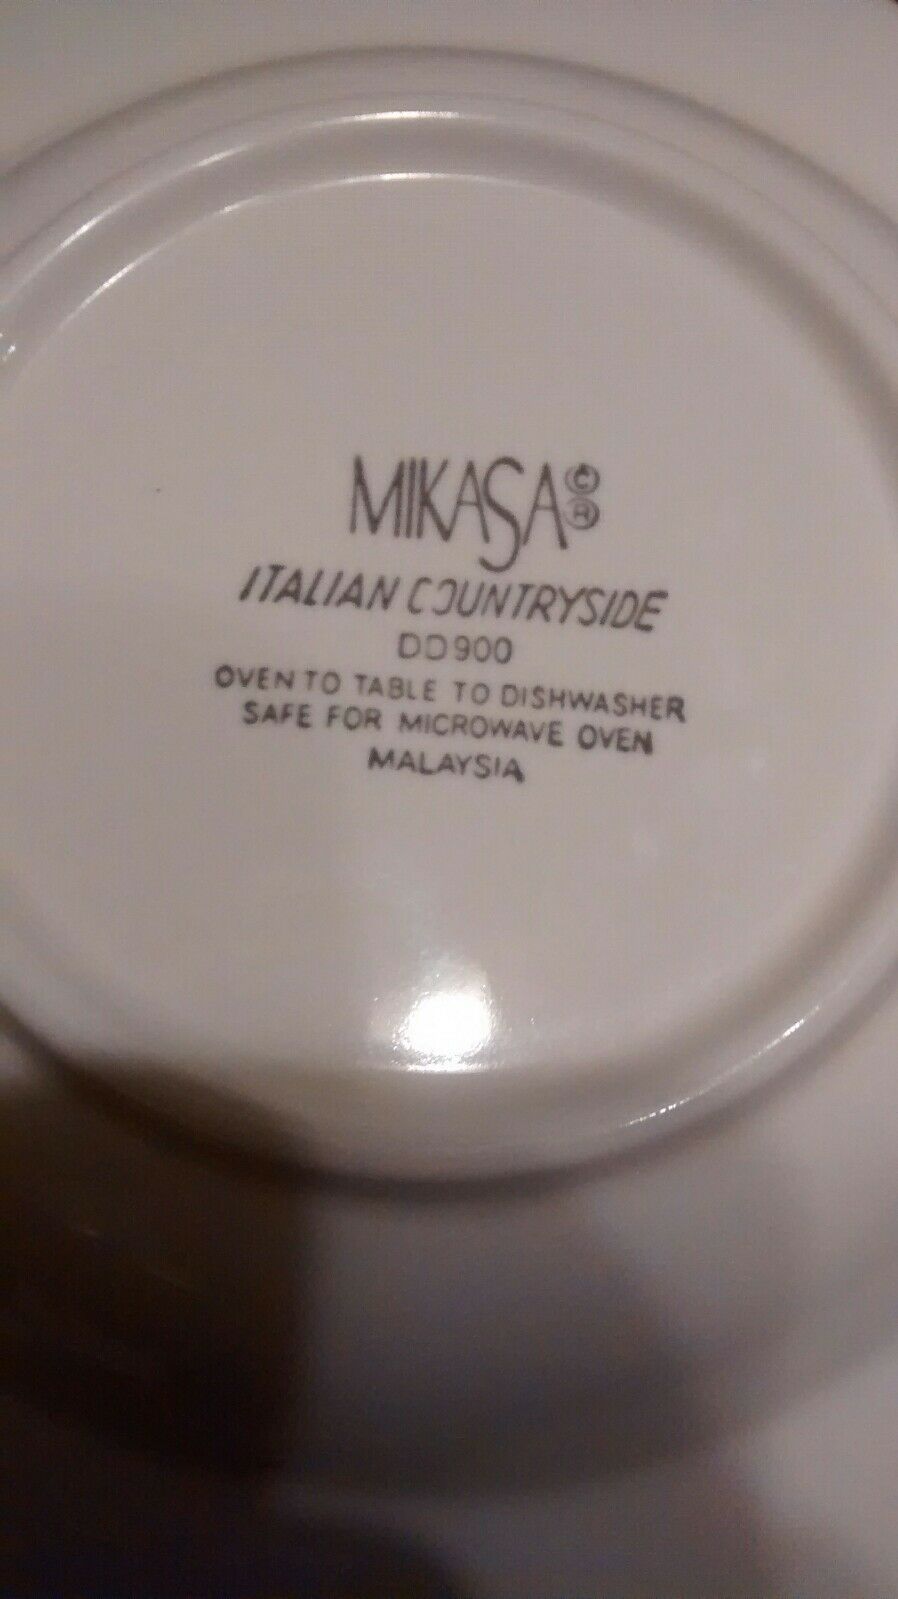 MIKASA©®
ITALIAN COUNTRYSIDE
DD900
OVEN TO TABLE TO DISHWASHER
SAFE FOR MICROWAVE OVEN
MALAYSIA